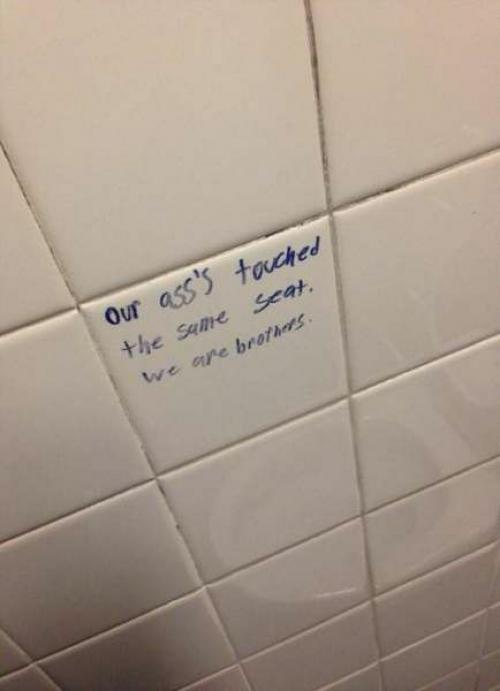 our ass's touched
the same seat.
we are brothers.